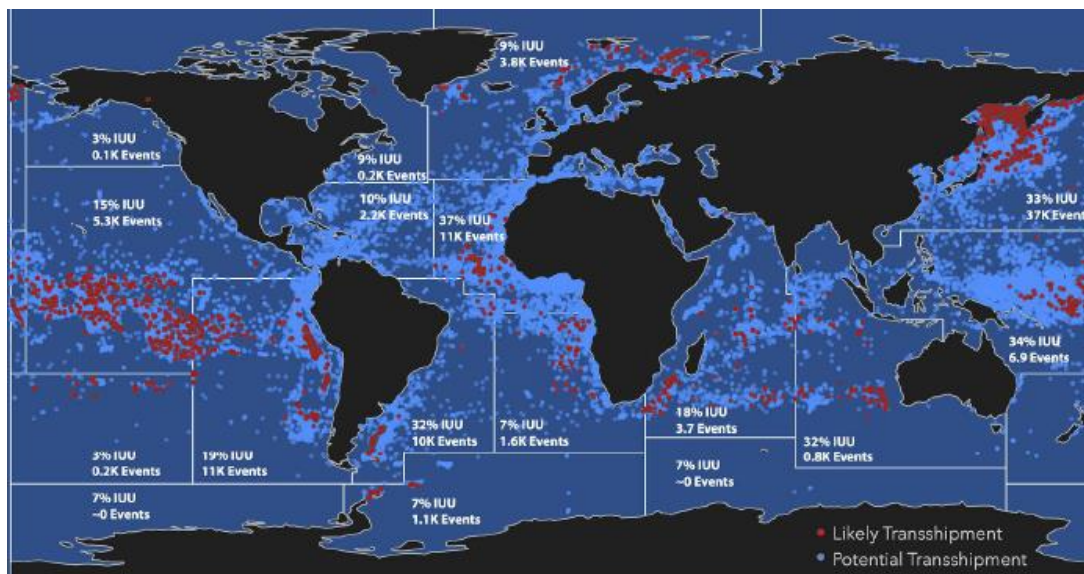 9% IUU
3.8K Events
3% IUU
0.1K Events
9% IUU
0.2K Events
15% IUU
5.3K Events
10% IUU
2.2K Events
37% IUU
11K Events
33% IUU
37K Events
34% IUU
6.9 Events
32% IUU
10K Events
7% IUU
1.6K Events
18% IUU
3.7 Events
32% IUU
0.8K Events
3% IUU
0.2K Events
19% IUU
11K Events
7% IUU
~0 Events
7% IUU
1.1K Events
7% IUU
~0 Events
Likely Transshipment
Potential Transshipment